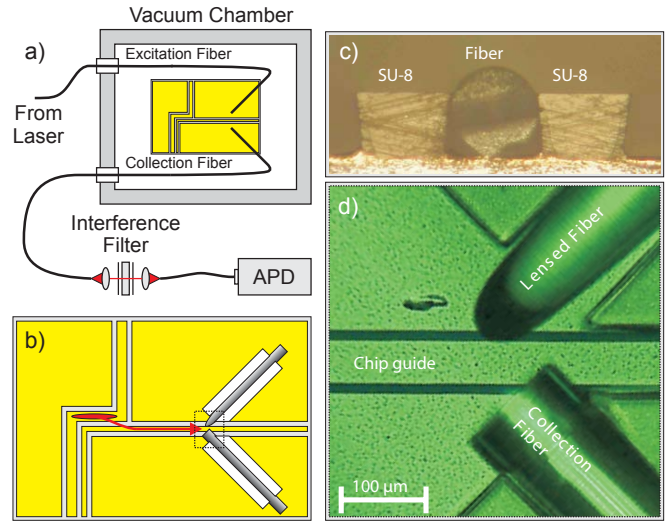 Vacuum Chamber
a)
Excitation Fiber
From
Laser
Collection Fiber
Interference
Filter
APD
b)
c)
Fiber
SU-8
SU-8
d)
Lensed Fiber
Chip guide
Collection
Fiber
100 µm